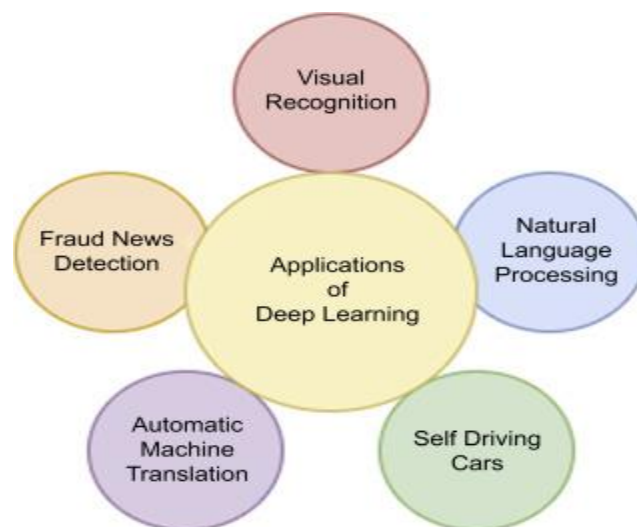 Visual
Recognition
Fraud News
Detection
Applications
of
Deep Learning
Natural
Language
Processing
Automatic
Machine
Translation
Self Driving
Cars